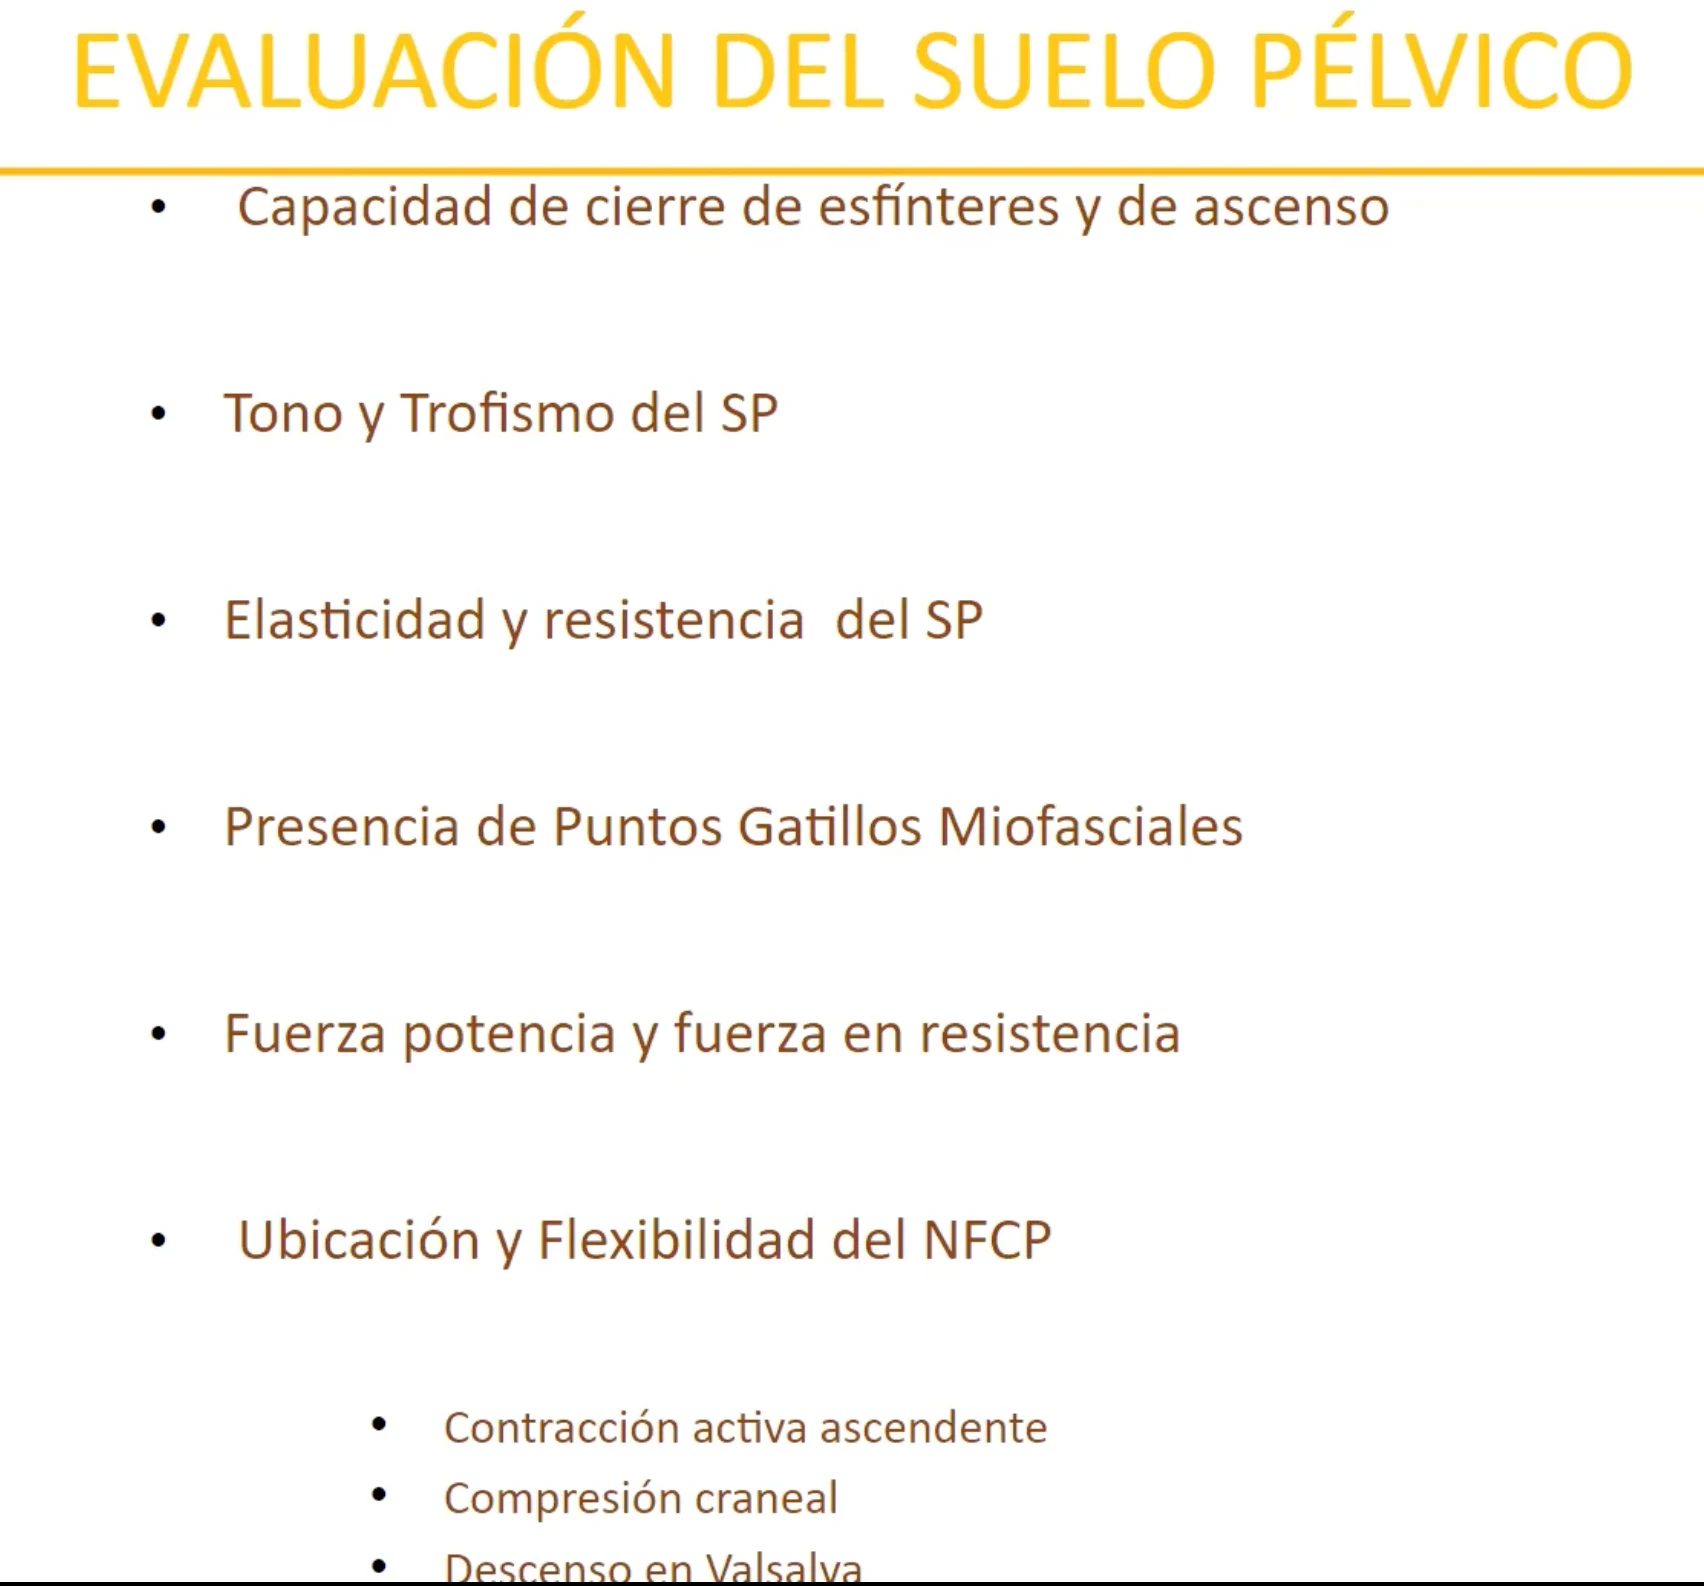 EVALUACIÓN DEL SUELO PÉLVICO
• Capacidad de cierre de esfínteres y de ascenso
• Tono y Trofismo del SP
• Elasticidad y resistencia del SP
• Presencia de Puntos Gatillos Miofasciales
• Fuerza potencia y fuerza en resistencia
• Ubicación y Flexibilidad del NFCP
• Contracción activa ascendente
• Compresión craneal
• Descenso en Valsalva